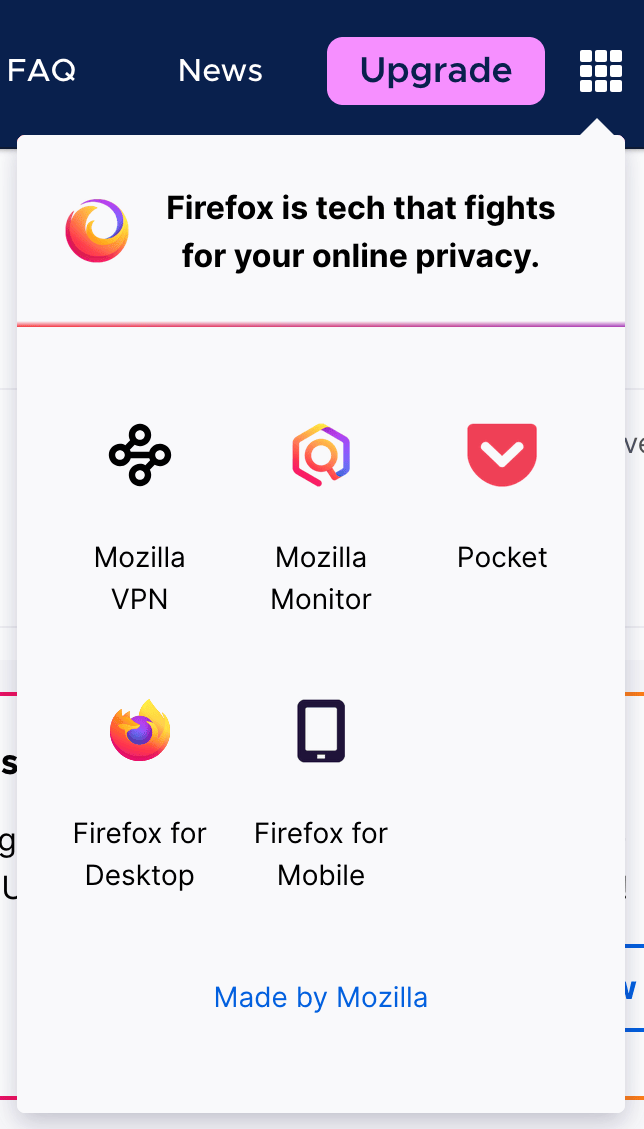 FAQ
News
Upgrade
Firefox is tech that fights
for your online privacy.
Mozilla
VPN
Mozilla
Monitor
Pocket
Firefox for
Desktop
Firefox for
Mobile
Made by Mozilla